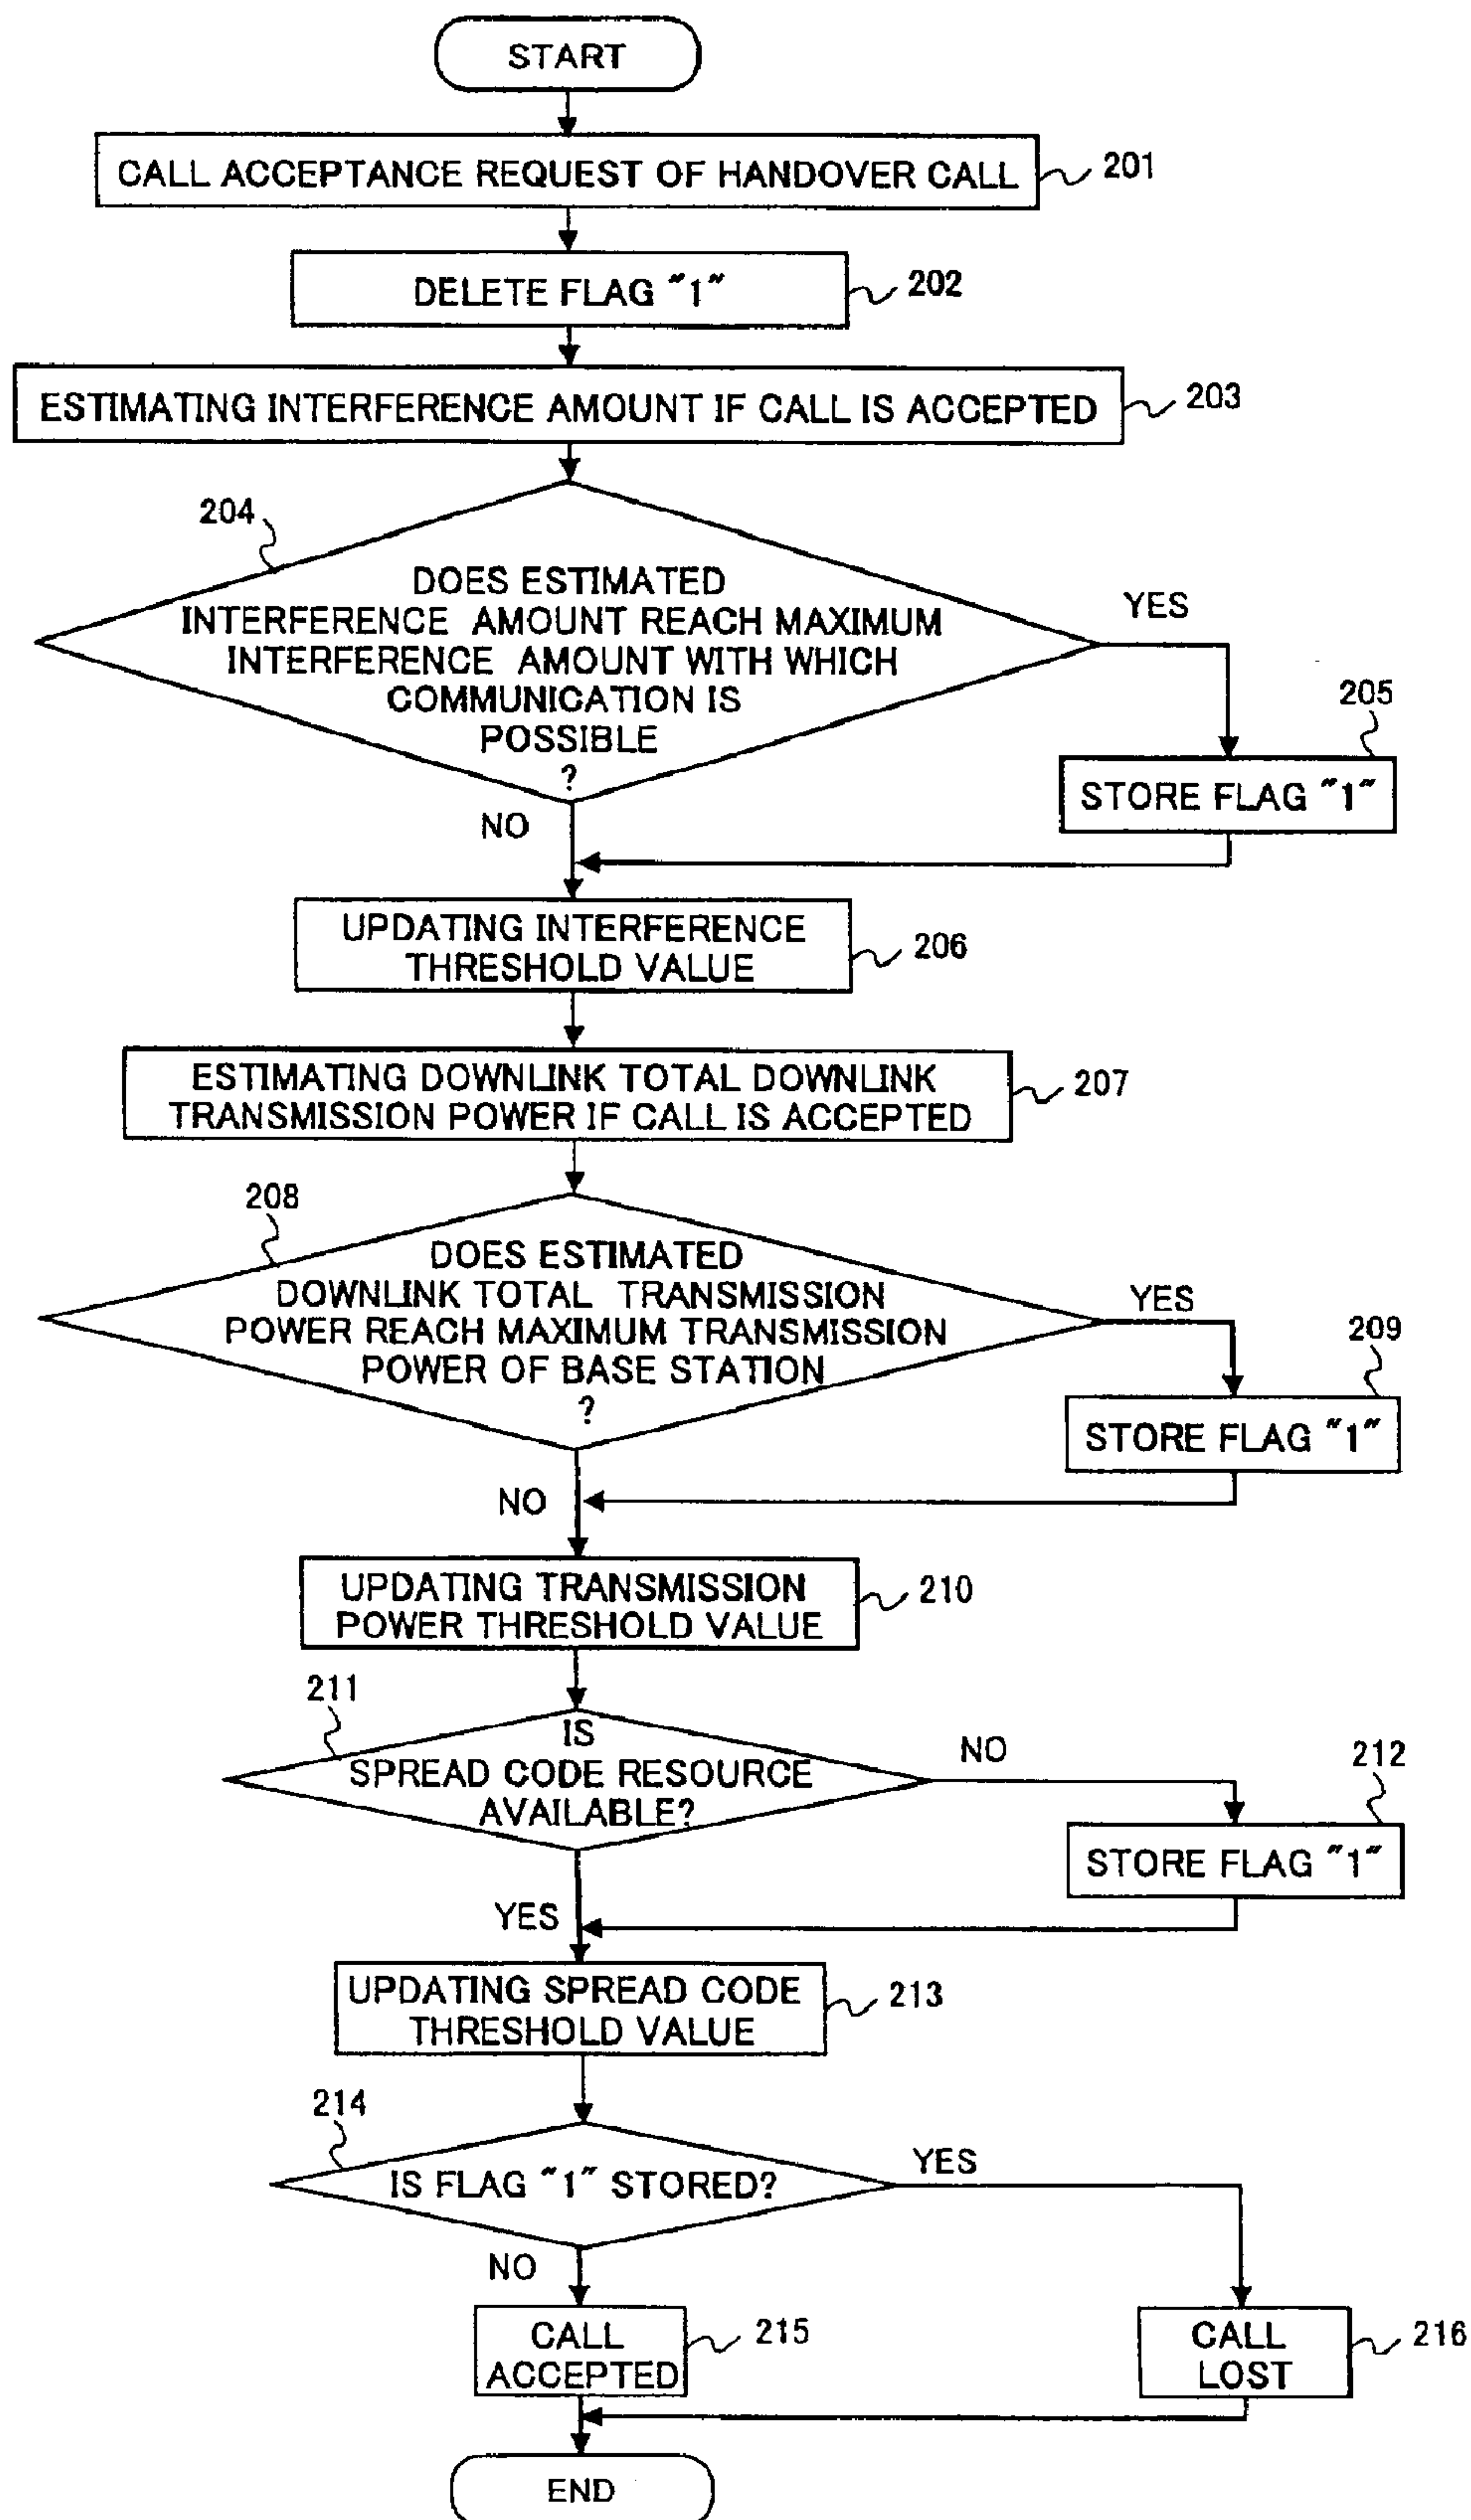 START
CALL ACCEPTANCE REQUEST OF HANDOVER CALL
201
DELETE FLAG "1"
202
ESTIMATING INTERFERENCE AMOUNT IF CALL IS ACCEPTED
203
204
DOES ESTIMATED
INTERFERENCE AMOUNT REACH MAXIMUM
INTERFERENCE AMOUNT WITH WHICH
COMMUNICATION IS
POSSIBLE
?
YES
205
STORE FLAG "1"
NO
UPDATING INTERFERENCE
THRESHOLD VALUE
206
ESTIMATING DOWNLINK TOTAL DOWNLINK
TRANSMISSION POWER IF CALL IS ACCEPTED
207
208
DOES ESTIMATED
DOWNLINK TOTAL TRANSMISSION
POWER REACH MAXIMUM TRANSMISSION
POWER OF BASE STATION
?
YES
209
STORE FLAG "1"
NO
UPDATING TRANSMISSION
POWER THRESHOLD VALUE
210
211
IS
SPREAD CODE RESOURCE
AVAILABLE?
NO
212
STORE FLAG "1"
YES
UPDATING SPREAD CODE
THRESHOLD VALUE
213
214
IS FLAG "1" STORED?
YES
NO
CALL
ACCEPTED
215
CALL
LOST
216
END